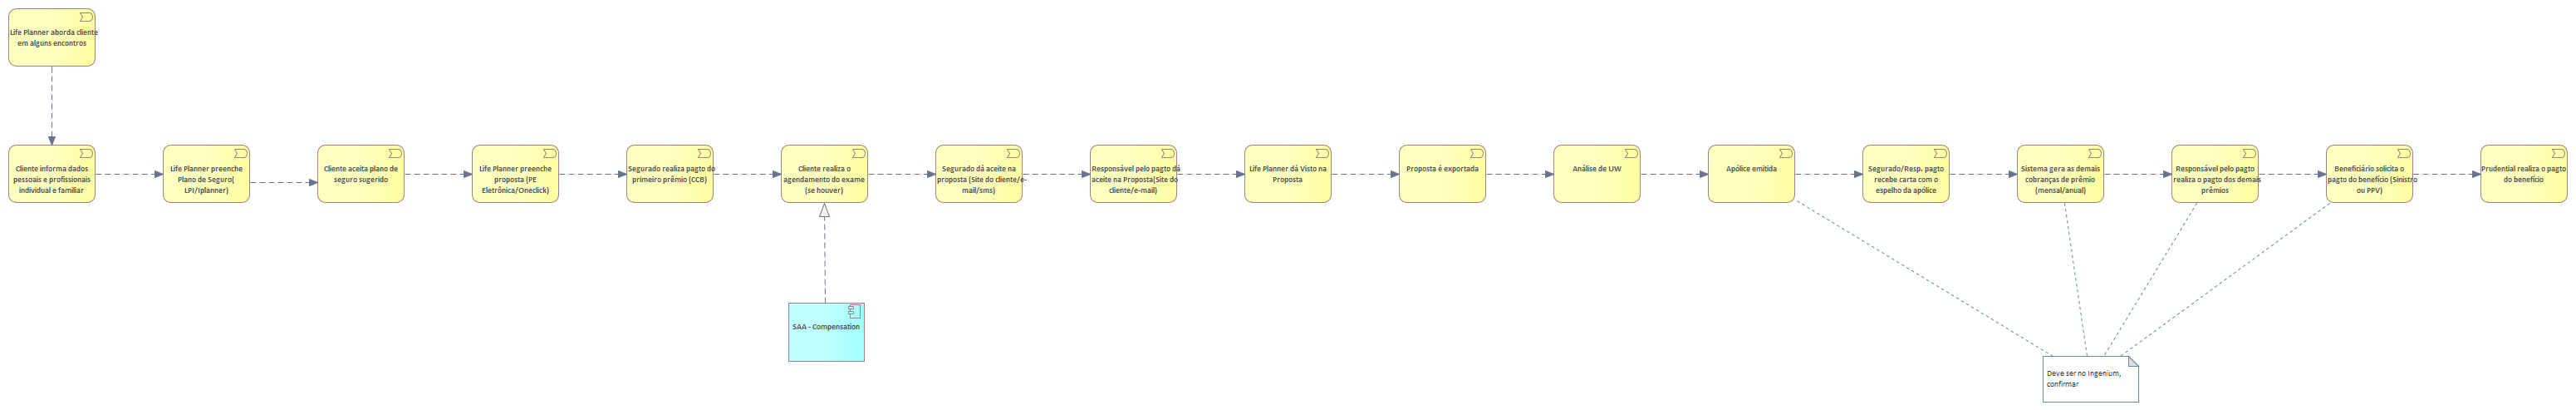 Life Planner aborda cliente
em alguns encontros
Cliente informa dados
pessoais e profissionais
individual e familiar
Life Planner preenche
Plano de Seguro(
LPI/Iplanner)
Cliente aceita plano de
seguro sugerido
Life Planner preenche
proposta (PE
Eletrônica/Oneclick)
Segurado realiza pagto do
primeiro prêmio (CCB)
Cliente realiza o
agendamento do exame
(se houver)
Segurado dá aceite na
proposta (Site do cliente/e-
mail/sms)
Responsável pelo pagto dá
aceite na Proposta(Site do
cliente/e-mail)
Life Planner dá Visto na
Proposta
Proposta é exportada
Análise de UW
Apólice emitida
Segurado/Resp. pagto
recebe carta com o
espelho da apólice
Sistema gera as demais
cobranças de prêmio
(mensal/anual)
Responsável pelo pagto
realiza o pagto dos demais
prêmios
Beneficiário solicita o
pagto do benefício (Sinistro
ou PPV)
Prudential realiza o pagto
do benefício
SAA - Compensation
Deve ser no Ingenium,
confirmar